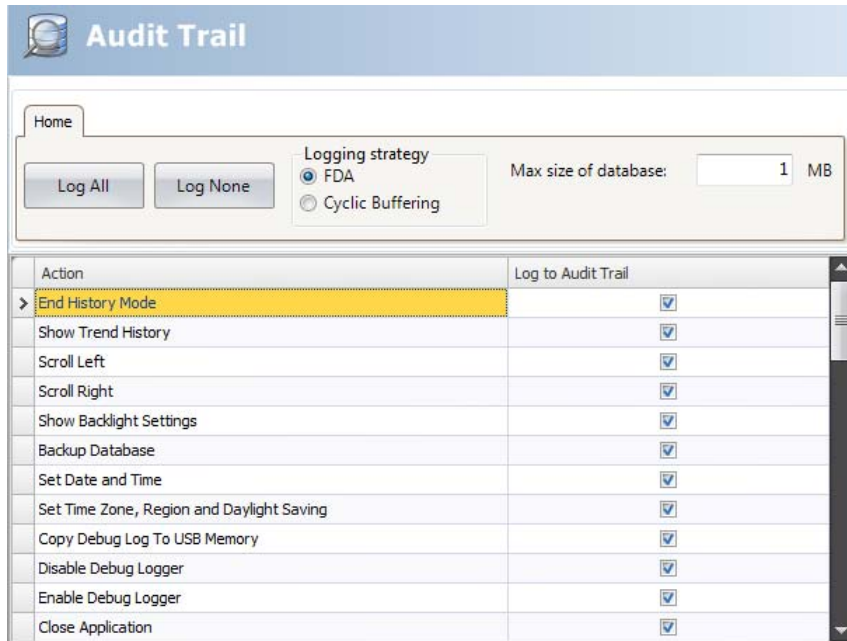 Audit Trail
Home
Log All
Log None
Logging strategy
FDA
Cyclic Buffering
Max size of database:
1 MB
Action
Log to Audit Trail
End History Mode
Show Trend History
Scroll Left
Scroll Right
Show Backlight Settings
Backup Database
Set Date and Time
Set Time Zone, Region and Daylight Saving
Copy Debug Log To USB Memory
Disable Debug Logger
Enable Debug Logger
Close Application